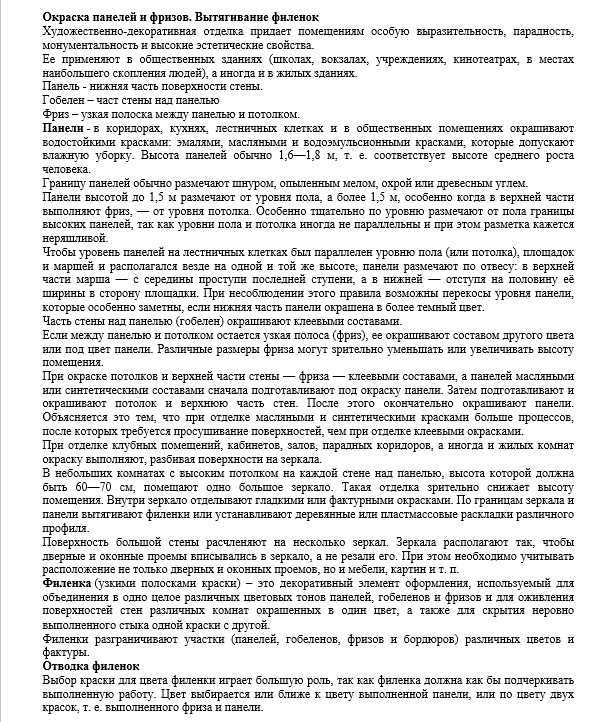 Окраска панелей и фризов. Вытягивание филенок
Художественно-декоративная отделка придает помещениям особую выразительность, парадность,
монументальность и высокие эстетические свойства.
Ее применяют в общественных зданиях (школах, вокзалах, учреждениях, кинотеатрах, в местах
наибольшего скопления людей), а иногда и в жилых зданиях.
Панель - нижняя часть поверхности стены.
Гобелен – част стены над панелью
Фриз – узкая полоска между панелью и потолком.
Панели - в коридорах, кухнях, лестничных клетках и в общественных помещениях окрашивают
водостойкими красками: эмалями, масляными и водоэмульсионными красками, которые допускают
влажную уборку. Высота панелей обычно 1,6—1,8 м, т. е. соответствует высоте среднего роста
человека.
Границу панелей обычно размечают шнуром, опыленным мелом, охрой или древесным углем.
Панели высотой до 1,5 м размечают от уровня пола, а более 1,5 м, особенно когда в верхней части
выполняют фриз, — от уровня потолка. Особенно тщательно по уровню размечают от пола границы
высоких панелей, так как уровни пола и потолка иногда не параллельны и при этом разметка кажется
неряшливой.
Чтобы уровень панелей на лестничных клетках был параллелен уровню пола (или потолка), площадок
и маршей и располагался везде на одной и той же высоте, панели размечают по отвесу: в верхней
части марша — с середины проступи последней ступени, а в нижней — отступя на половину её
ширины в сторону площадки. При несоблюдении этого правила возможны перекосы уровня панели,
которые особенно заметны, если нижняя часть панели окрашена в более темный цвет.
Часть стены над панелью (гобелен) окрашивают клеевыми составами.
Если между панелью и потолком остается узкая полоса (фриз), ее окрашивают составом другого цвета
или под цвет панели. Различные размеры фриза могут зрительно уменьшать или увеличивать высоту
помещения.
При окраске потолков и верхней части стены — фриза — клеевыми составами, а панелей масляными
или синтетическими составами сначала подготавливают под окраску панели. Затем подготавливают и
окрашивают потолок и верхнюю часть стен. После этого окончательно окрашивают панели.
Объясняется это тем, что при отделке масляными и синтетическими красками больше процессов,
после которых требуется просушивание поверхностей, чем при отделке клеевыми окрасками.
При отделке клубных помещений, кабинетов, залов, парадных коридоров, а иногда и жилых комнат
окраску выполняют, разбивая поверхности на зеркала.
В небольших комнатах с высоким потолком на каждой стене над панелью, высота которой должна
быть 60—70 см, помещают одно большое зеркало. Такая отделка зрительно снижает высоту
помещения. Внутри зеркало отделывают гладкими или фактурными окрасками. По границам зеркала и
панели вытягивают филенки или устанавливают деревянные или пластмассовые раскладки различного
профиля.
Поверхность большой стены расчленяют на несколько зеркал. Зеркала располагают так, чтобы
дверные и оконные проемы вписывались в зеркало, а не резали его. При этом необходимо учитывать
расположение не только дверных и оконных проемов, но и мебели, картин и т. п.
Филенка (узкими полосками краски) – это декоративный элемент оформления, используемый для
объединения в одно целое различных цветовых тонов панелей, гобеленов и фризов и для оживления
поверхностей стен различных комнат окрашенных в один цвет, а также для скрытия неровно
выполненного стыка одной краски с другой.
Филенки разграничивают участки (панелей, гобеленов, фризов и бордюров) различных цветов и
фактуры.
Отводка филенок
Выбор краски для цвета филенки играет большую роль, так как филенка должна как бы подчеркивать
выполненную работу. Цвет выбирается или ближе к цвету выполненной панели, или по цвету двух
красок, т. е. выполненного фриза и панели.